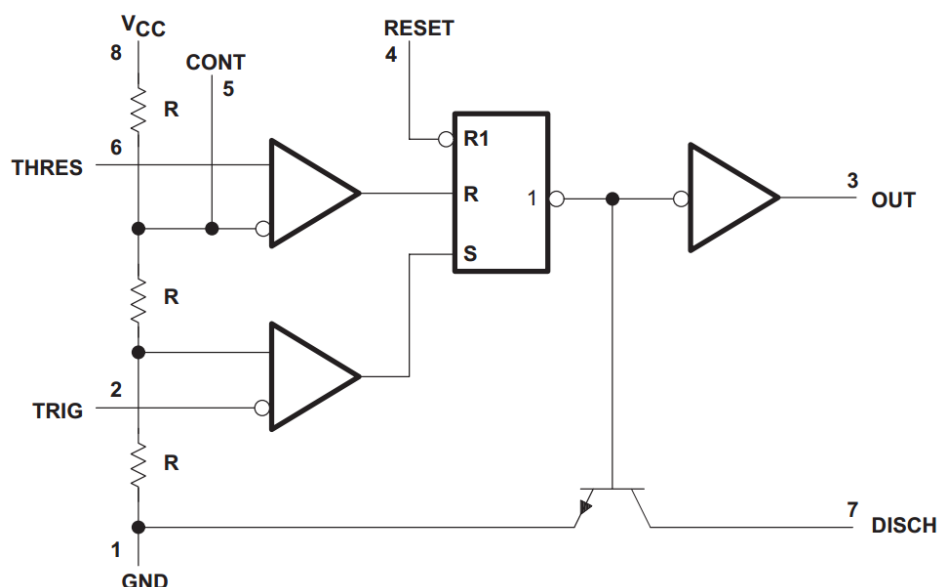 VCC
8
CONT
5
RESET
4
R
6
THRES
R1
R
1
S
3
OUT
R
2
TRIG
R
7
DISCH
1
GND